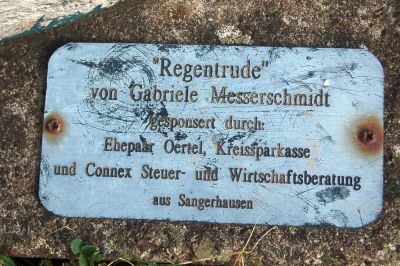 "Regentrude"
von Gabriele Messerschmidt
gesponsert durch:
Ehepaar Oertel, Kreissparkasse
und Connex Steuer- und Wirtschaftsberatung
aus Sangerhausen